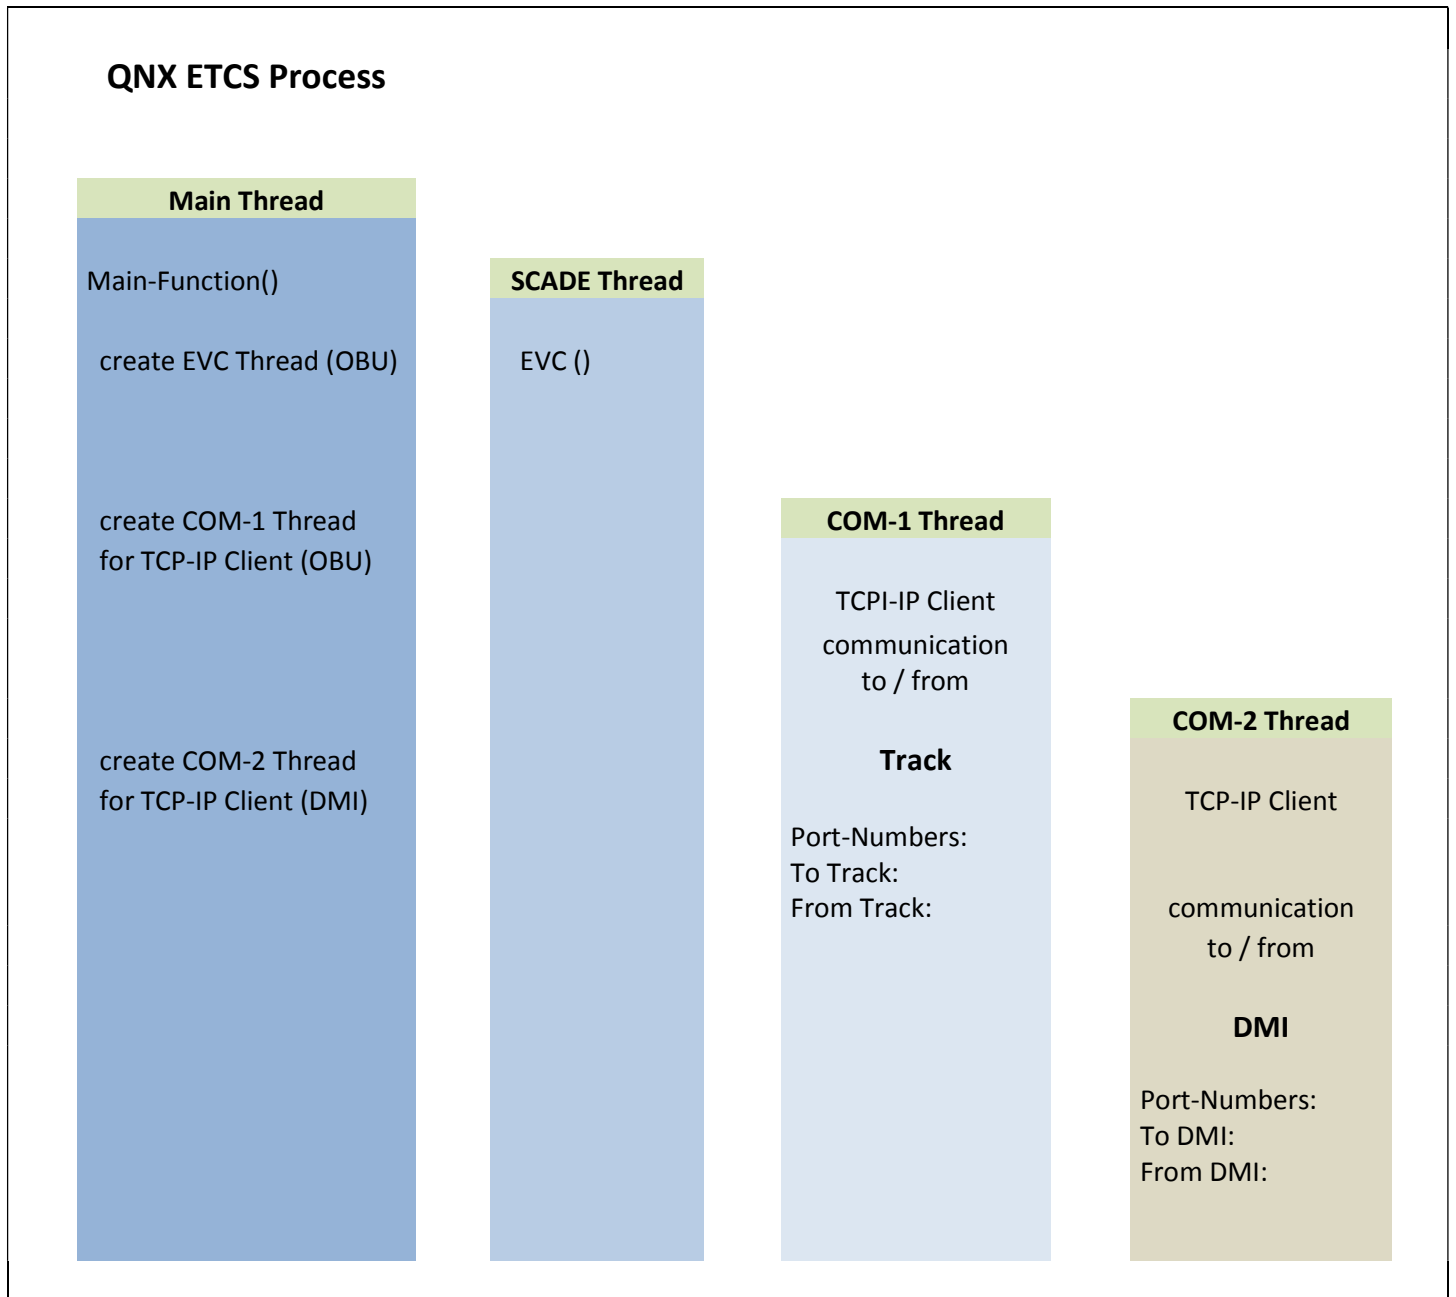 QNX ETCS Process
Main Thread
Main-Function()
create EVC Thread (OBU)
create COM-1 Thread
for TCP-IP Client (OBU)
create COM-2 Thread
for TCP-IP Client (DMI)
SCADE Thread
EVC ()
COM-1 Thread
TCPI-IP Client
communication
to / from
Track
Port-Numbers:
To Track:
From Track:
COM-2 Thread
TCP-IP Client
communication
to / from
DMI
Port-Numbers:
To DMI:
From DMI: